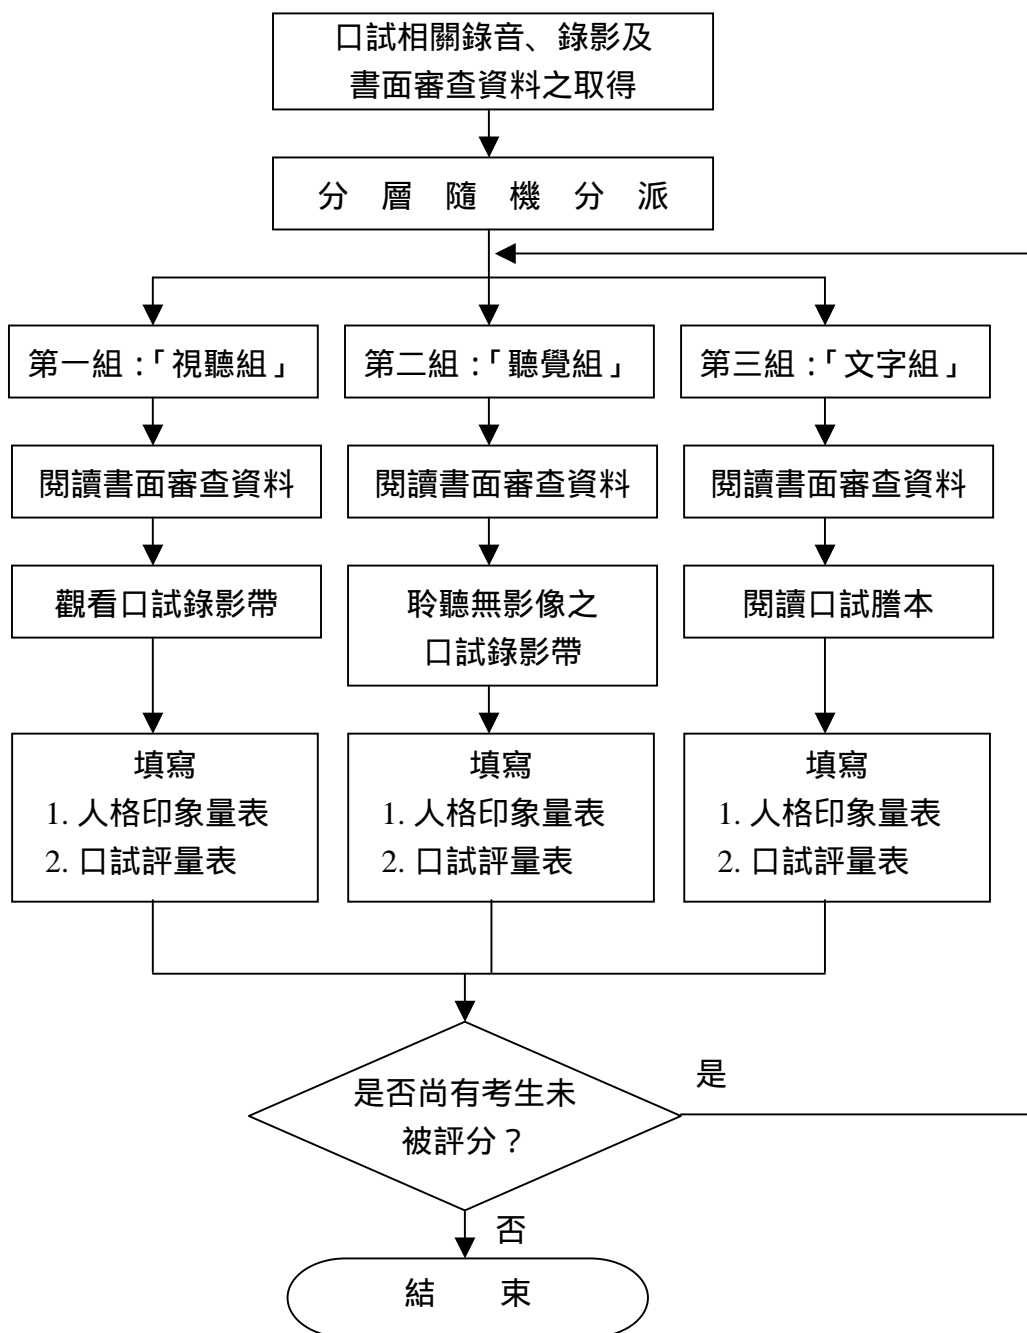 口試相關錄音、錄影及
書面審查資料之取得
分 層 隨 機 分 派
第一組：「視聽組」
第二組：「聽覺組」
第三組：「文字組」
閱讀書面審查資料
閱讀書面審查資料
閱讀書面審查資料
觀看口試錄影帶
聆聽無影像之
口試錄影帶
閱讀口試謄本
填寫
1. 人格印象量表
2. 口試評量表
填寫
1. 人格印象量表
2. 口試評量表
填寫
1. 人格印象量表
2. 口試評量表
是否尚有考生未
被評分？
是
否
結 束